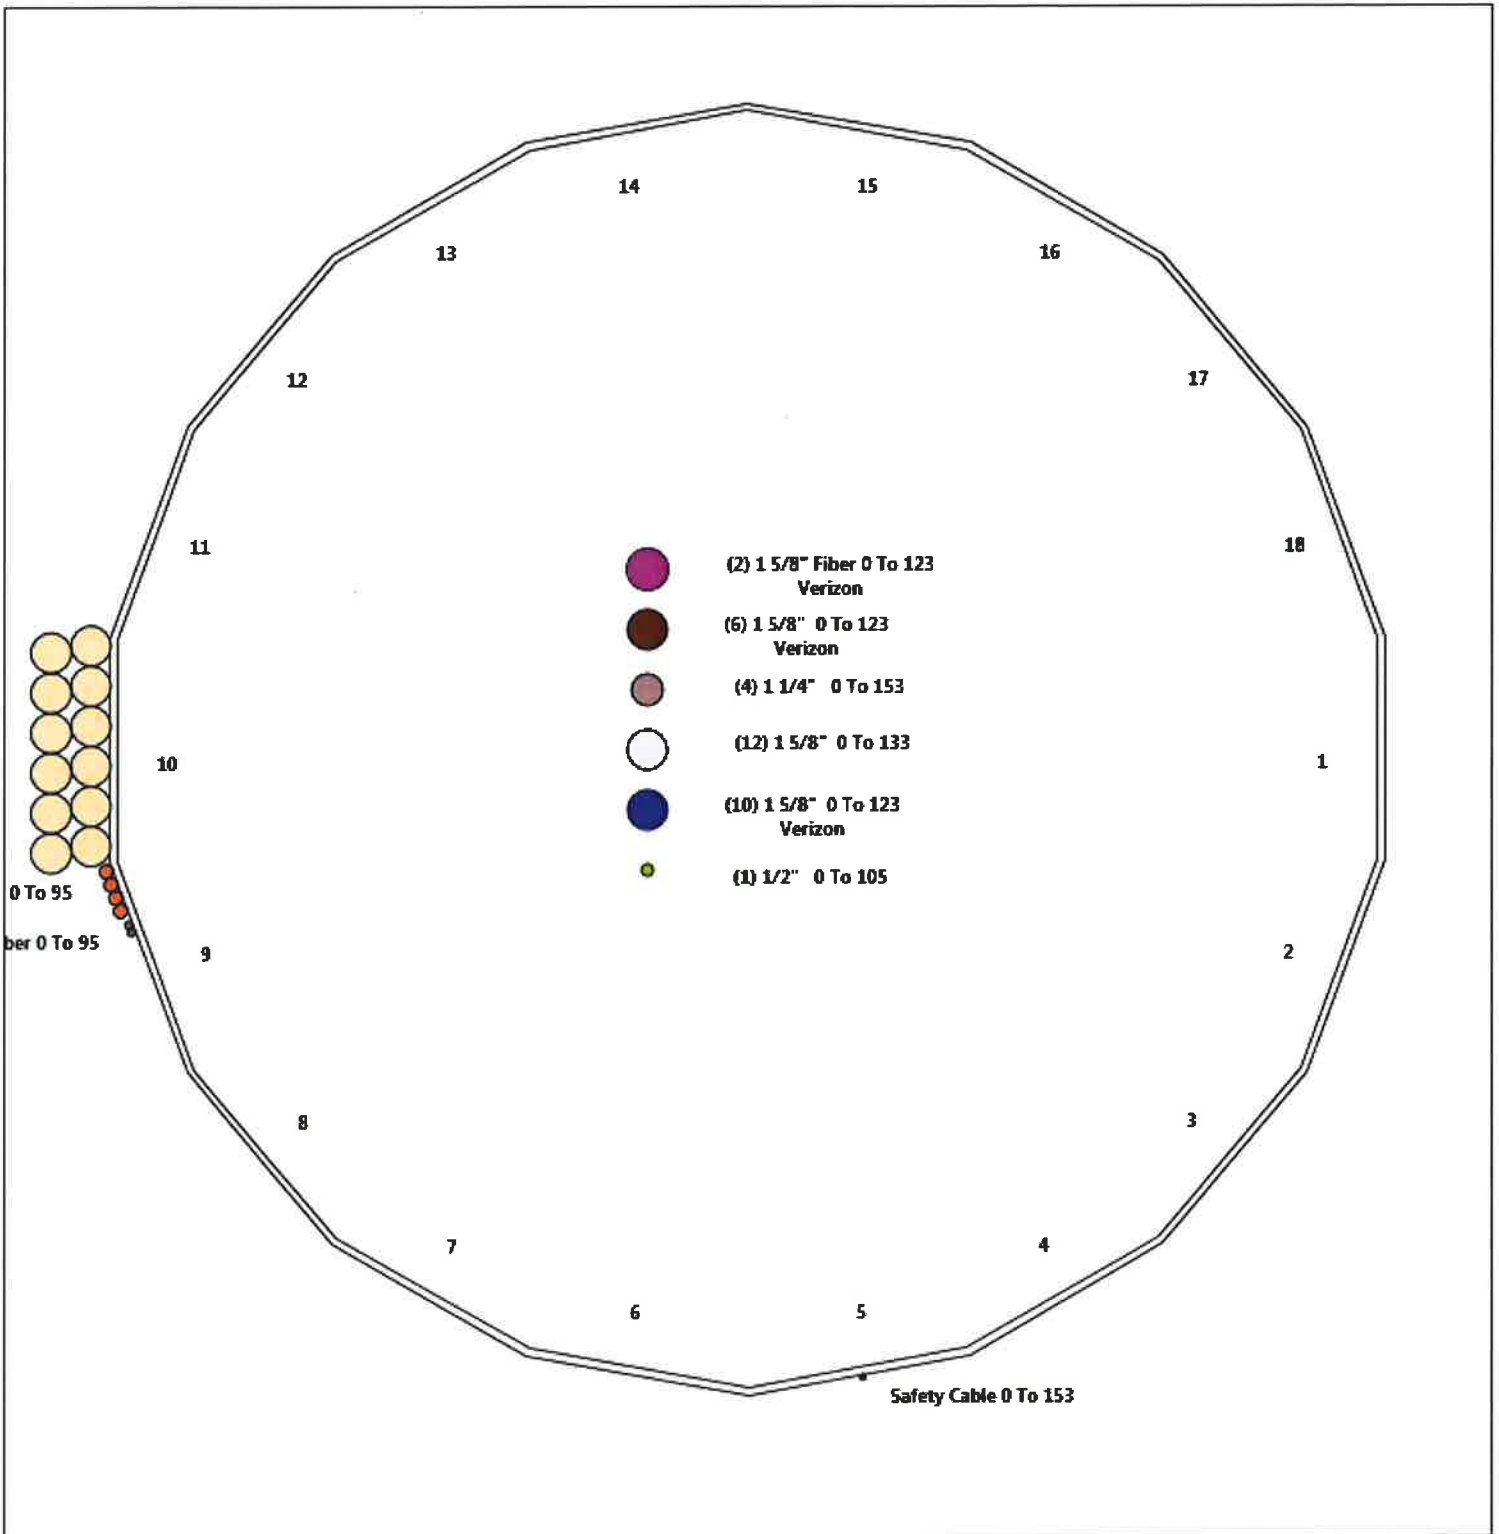 14
15
13
16
12
17
11
18
(2) 1 5/8" Fiber 0 To 123
Verizon
(6) 1 5/8" 0 To 123
Verizon
(4) 1 1/4" 0 To 153
(12) 1 5/8" 0 To 133
10
1
(10) 1 5/8" 0 To 123
Verizon
(1) 1/2" 0 To 105
0 To 95
ber 0 To 95
9
2
8
3
7
4
6
5
Safety Cable 0 To 153